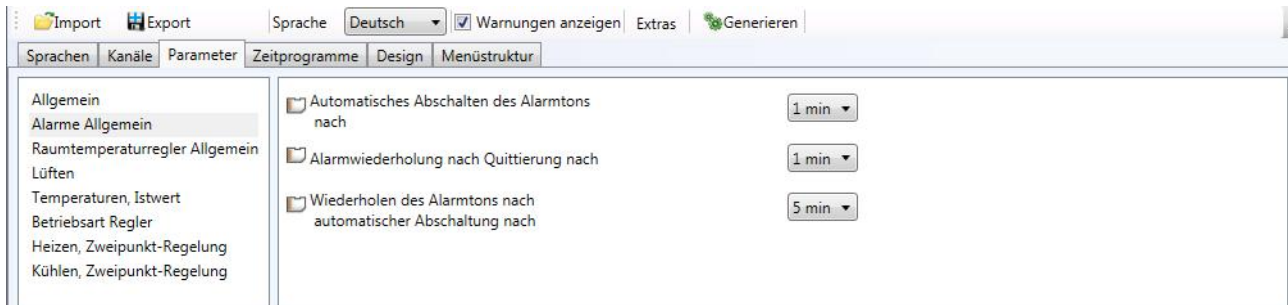 Import Export Sprache Deutsch Warnungen anzeigen Extras Generieren
Sprachen Kanäle Parameter Zeitprogramme Design Menüstruktur
Allgemein
Alarme Allgemein
Raumtemperaturregler Allgemein
Lüften
Temperaturen, Istwert
Betriebsart Regler
Heizen, Zweipunkt-Regelung
Kühlen, Zweipunkt-Regelung
Automatisches Abschalten des Alarmtons
nach
1 min
Alarmwiederholung nach Quittierung nach
1 min
Wiederholen des Alarmtons nach
automatischer Abschaltung nach
5 min